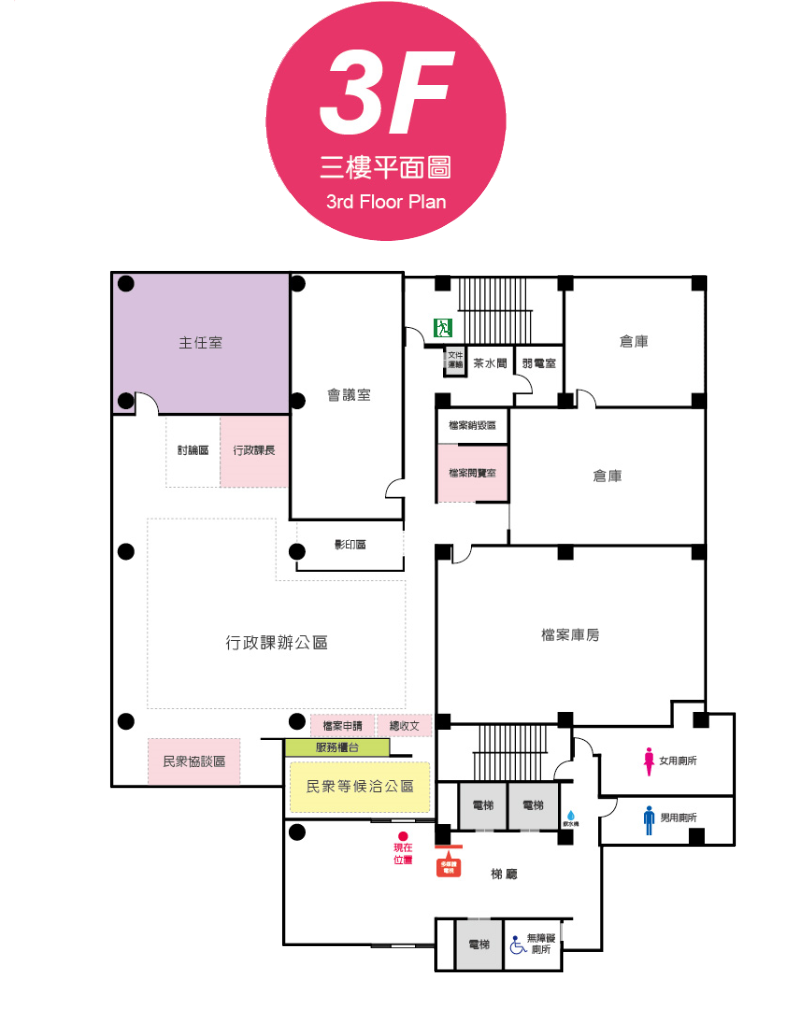 3F
三樓平面圖
3rd Floor Plan
主任室
會議室
倉庫
文件
運輸
茶水間
弱電室
檔案銷毀區
討論區
行政課長
檔案閱覽室
倉庫
影印區
行政課辦公區
檔案庫房
檔案申請
總收文
服務櫃台
民眾協談區
民眾等候洽公區
女用廁所
電梯
電梯
飲水機
男用廁所
現在
位置
梯廳
電梯
無障礙
廁所